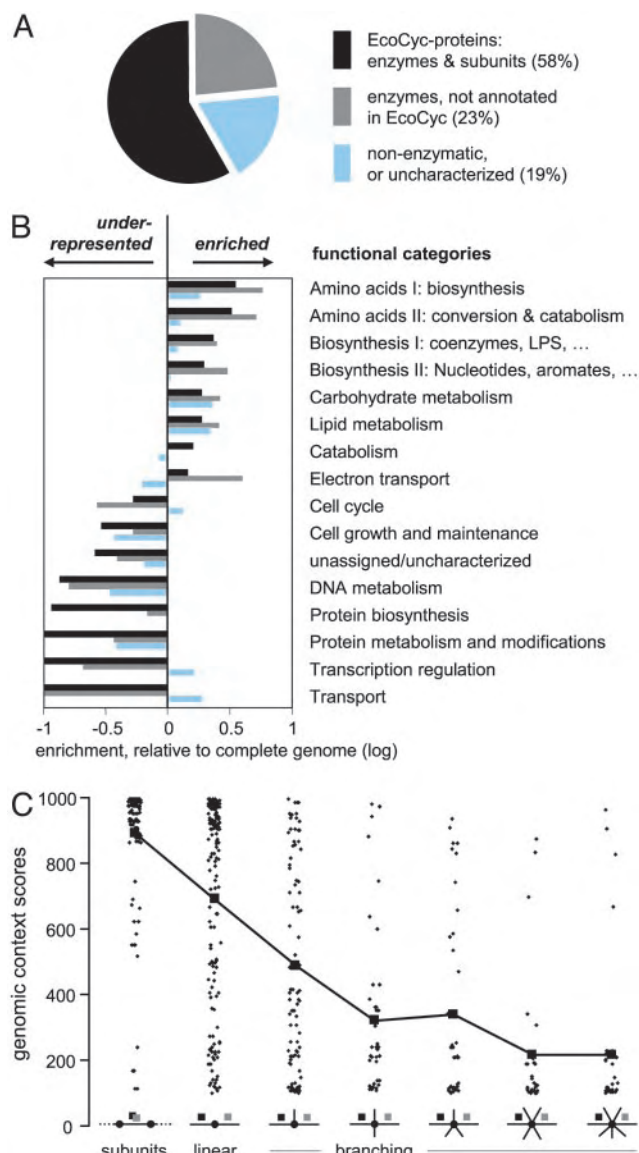 A
EcoCyc-proteins:
enzymes & subunits (58%)
enzymes, not annotated
in EcoCyc (23%)
non-enzymatic,
or uncharacterized (19%)
B
under-
represented
enriched
functional categories
Amino acids I: biosynthesis
Amino acids II: conversion & catabolism
Biosynthesis I: coenzymes, LPS, …
Biosynthesis II: Nucleotides, aromates, …
Carbohydrate metabolism
Lipid metabolism
Catabolism
Electron transport
Cell cycle
Cell growth and maintenance
unassigned/uncharacterized
DNA metabolism
Protein biosynthesis
Protein metabolism and modifications
Transcription regulation
Transport
-1 -0.5 0 0.5 1
enrichment, relative to complete genome (log)
C
genomic context scores
1000
800
600
400
200
0
subunits linear branching